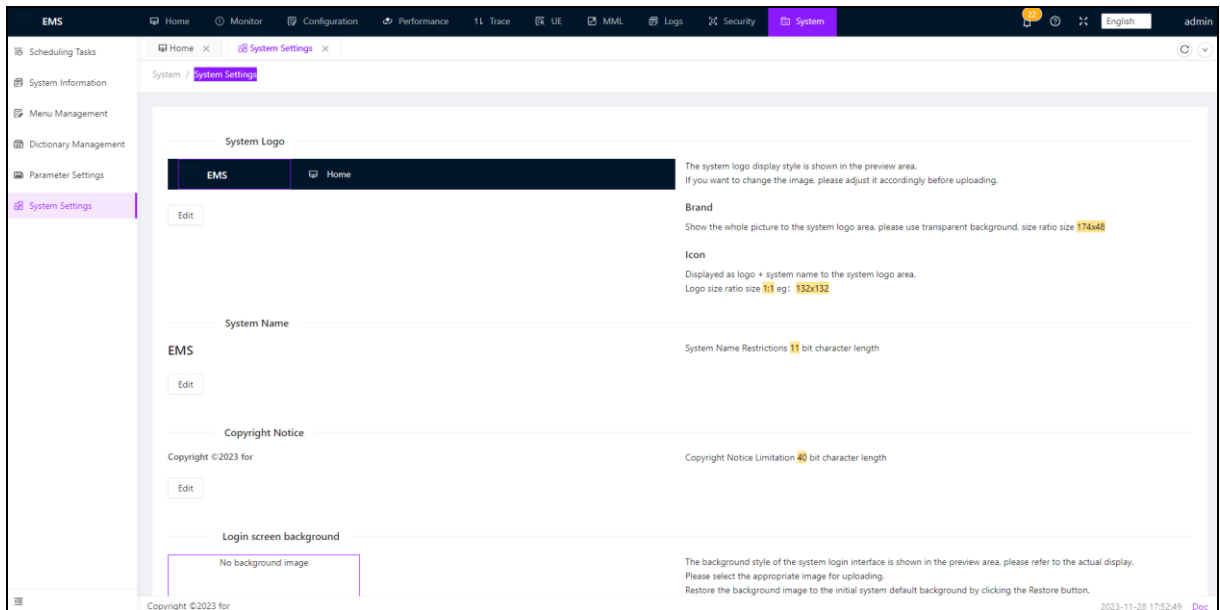 EMS Home Monitor Configuration Performance Trace UE MML Logs Security System 22 English admin
Scheduling Tasks
System Information
Menu Management
Dictionary Management
Parameter Settings
System Settings
Home System Settings
System / System Settings
System Logo
EMS Home
Edit
The system logo display style is shown in the preview area.
If you want to change the image, please adjust it accordingly before uploading.
Brand
Show the whole picture to the system logo area, please use transparent background, size ratio size 174x48
Icon
Displayed as logo + system name to the system logo area.
Logo size ratio size 1:1 eg: 132x132
System Name
EMS
Edit
System Name Restrictions 11 bit character length
Copyright Notice
Copyright ©2023 for
Edit
Copyright Notice Limitation 40 bit character length
Login screen background
No background image
The background style of the system login interface is shown in the preview area, please refer to the actual display.
Please select the appropriate image for uploading.
Restore the background image to the initial system default background by clicking the Restore button.
Copyright ©2023 for
2023-11-28 17:52:49 Doc